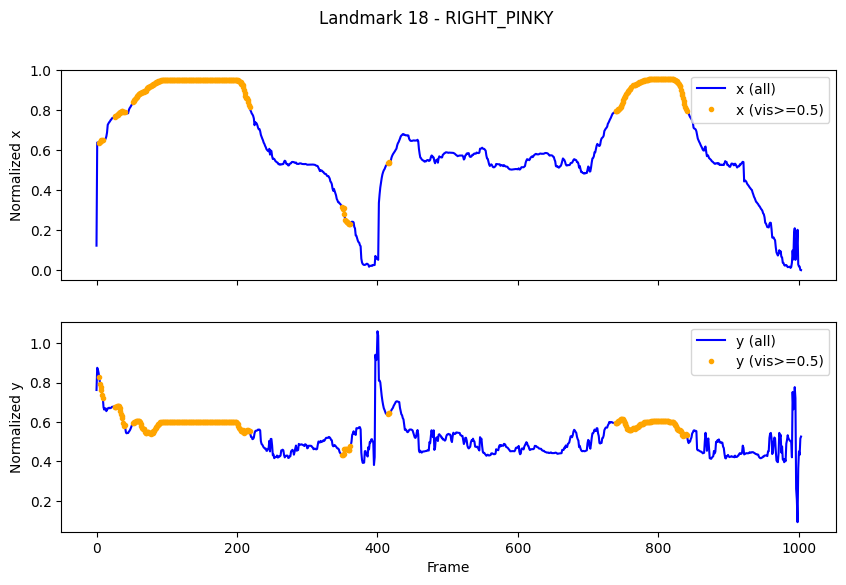 Landmark 18 - RIGHT_PINKY
1.0
0.8
0.6
0.4
0.2
0.0
Normalized x
x (all)
x (vis>=0.5)
1.0
0.8
0.6
0.4
0.2
Normalized y
y (all)
y (vis>=0.5)
0 200 400 600 800 1000
Frame